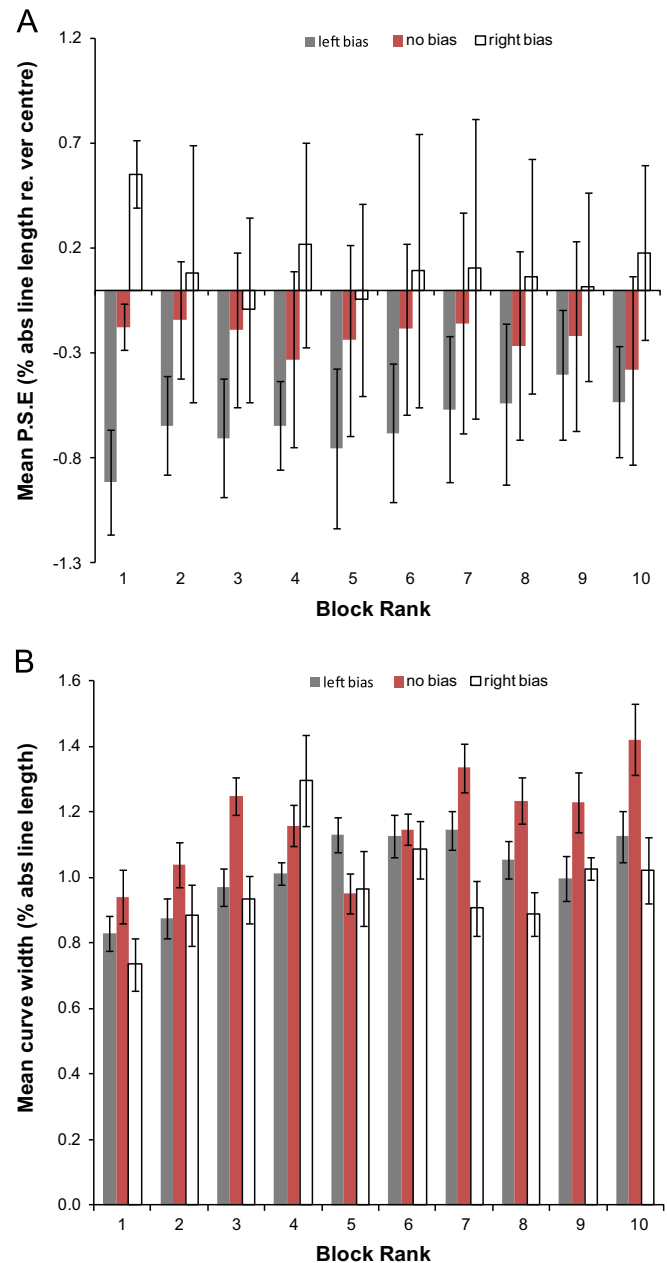 A
left bias no bias right bias
Mean P.S.E (% abs line length re. ver centre)
1.2
0.7
0.2
-0.3
-0.8
-1.3
1 2 3 4 5 6 7 8 9 10
Block Rank
B
left bias no bias right bias
Mean curve width (% abs line length)
1.6
1.4
1.2
1.0
0.8
0.6
0.4
0.2
0.0
1 2 3 4 5 6 7 8 9 10
Block Rank